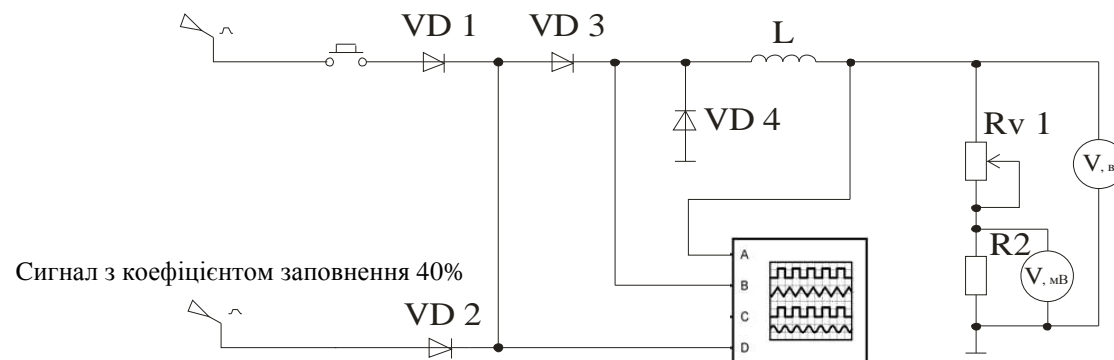 VD 1
VD 3
L
VD 4
Rv 1
V, в
Сигнал з коефіцієнтом заповнення 40%
A
B
C
D
R2
V, мВ
VD 2